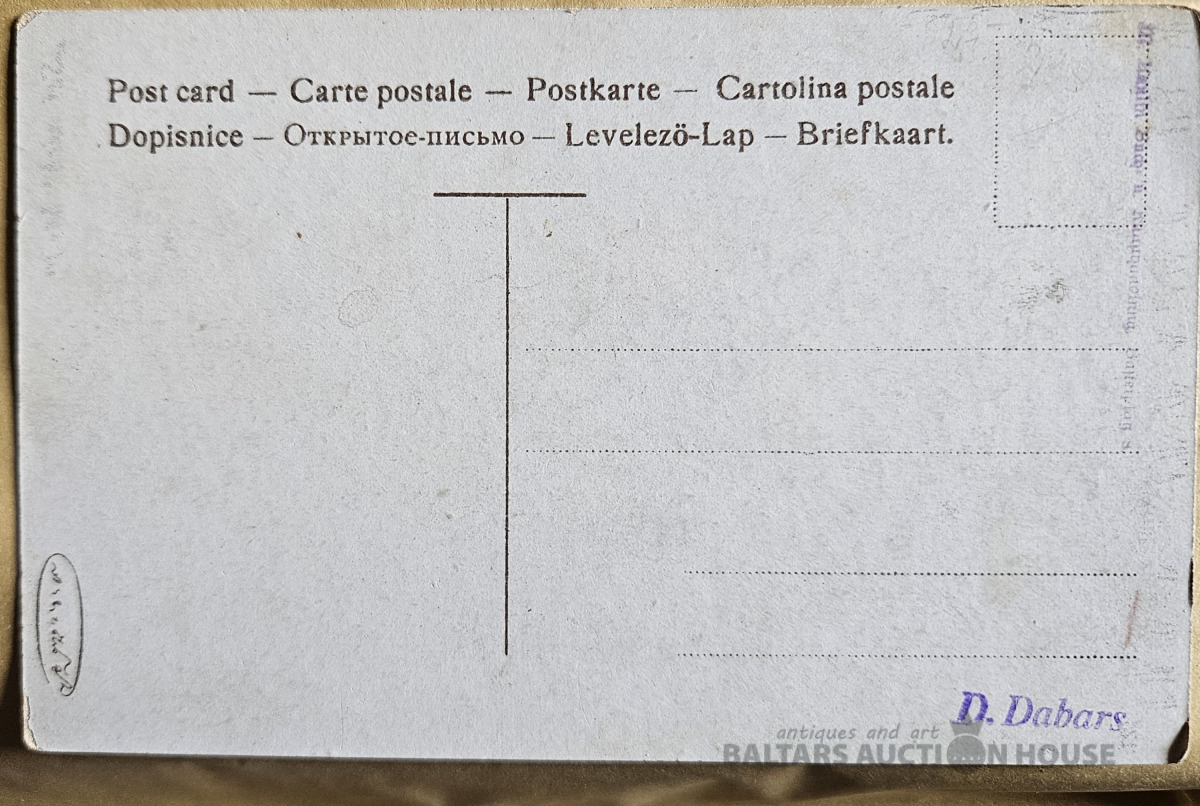 Post card — Carte postale — Postkarte — Cartolina postale
Dopisnice — Открытое-письмо — Levelezö-Lap — Briefkaart.
D. Dabars
antiques and art
BALTARS AUCTION HOUSE